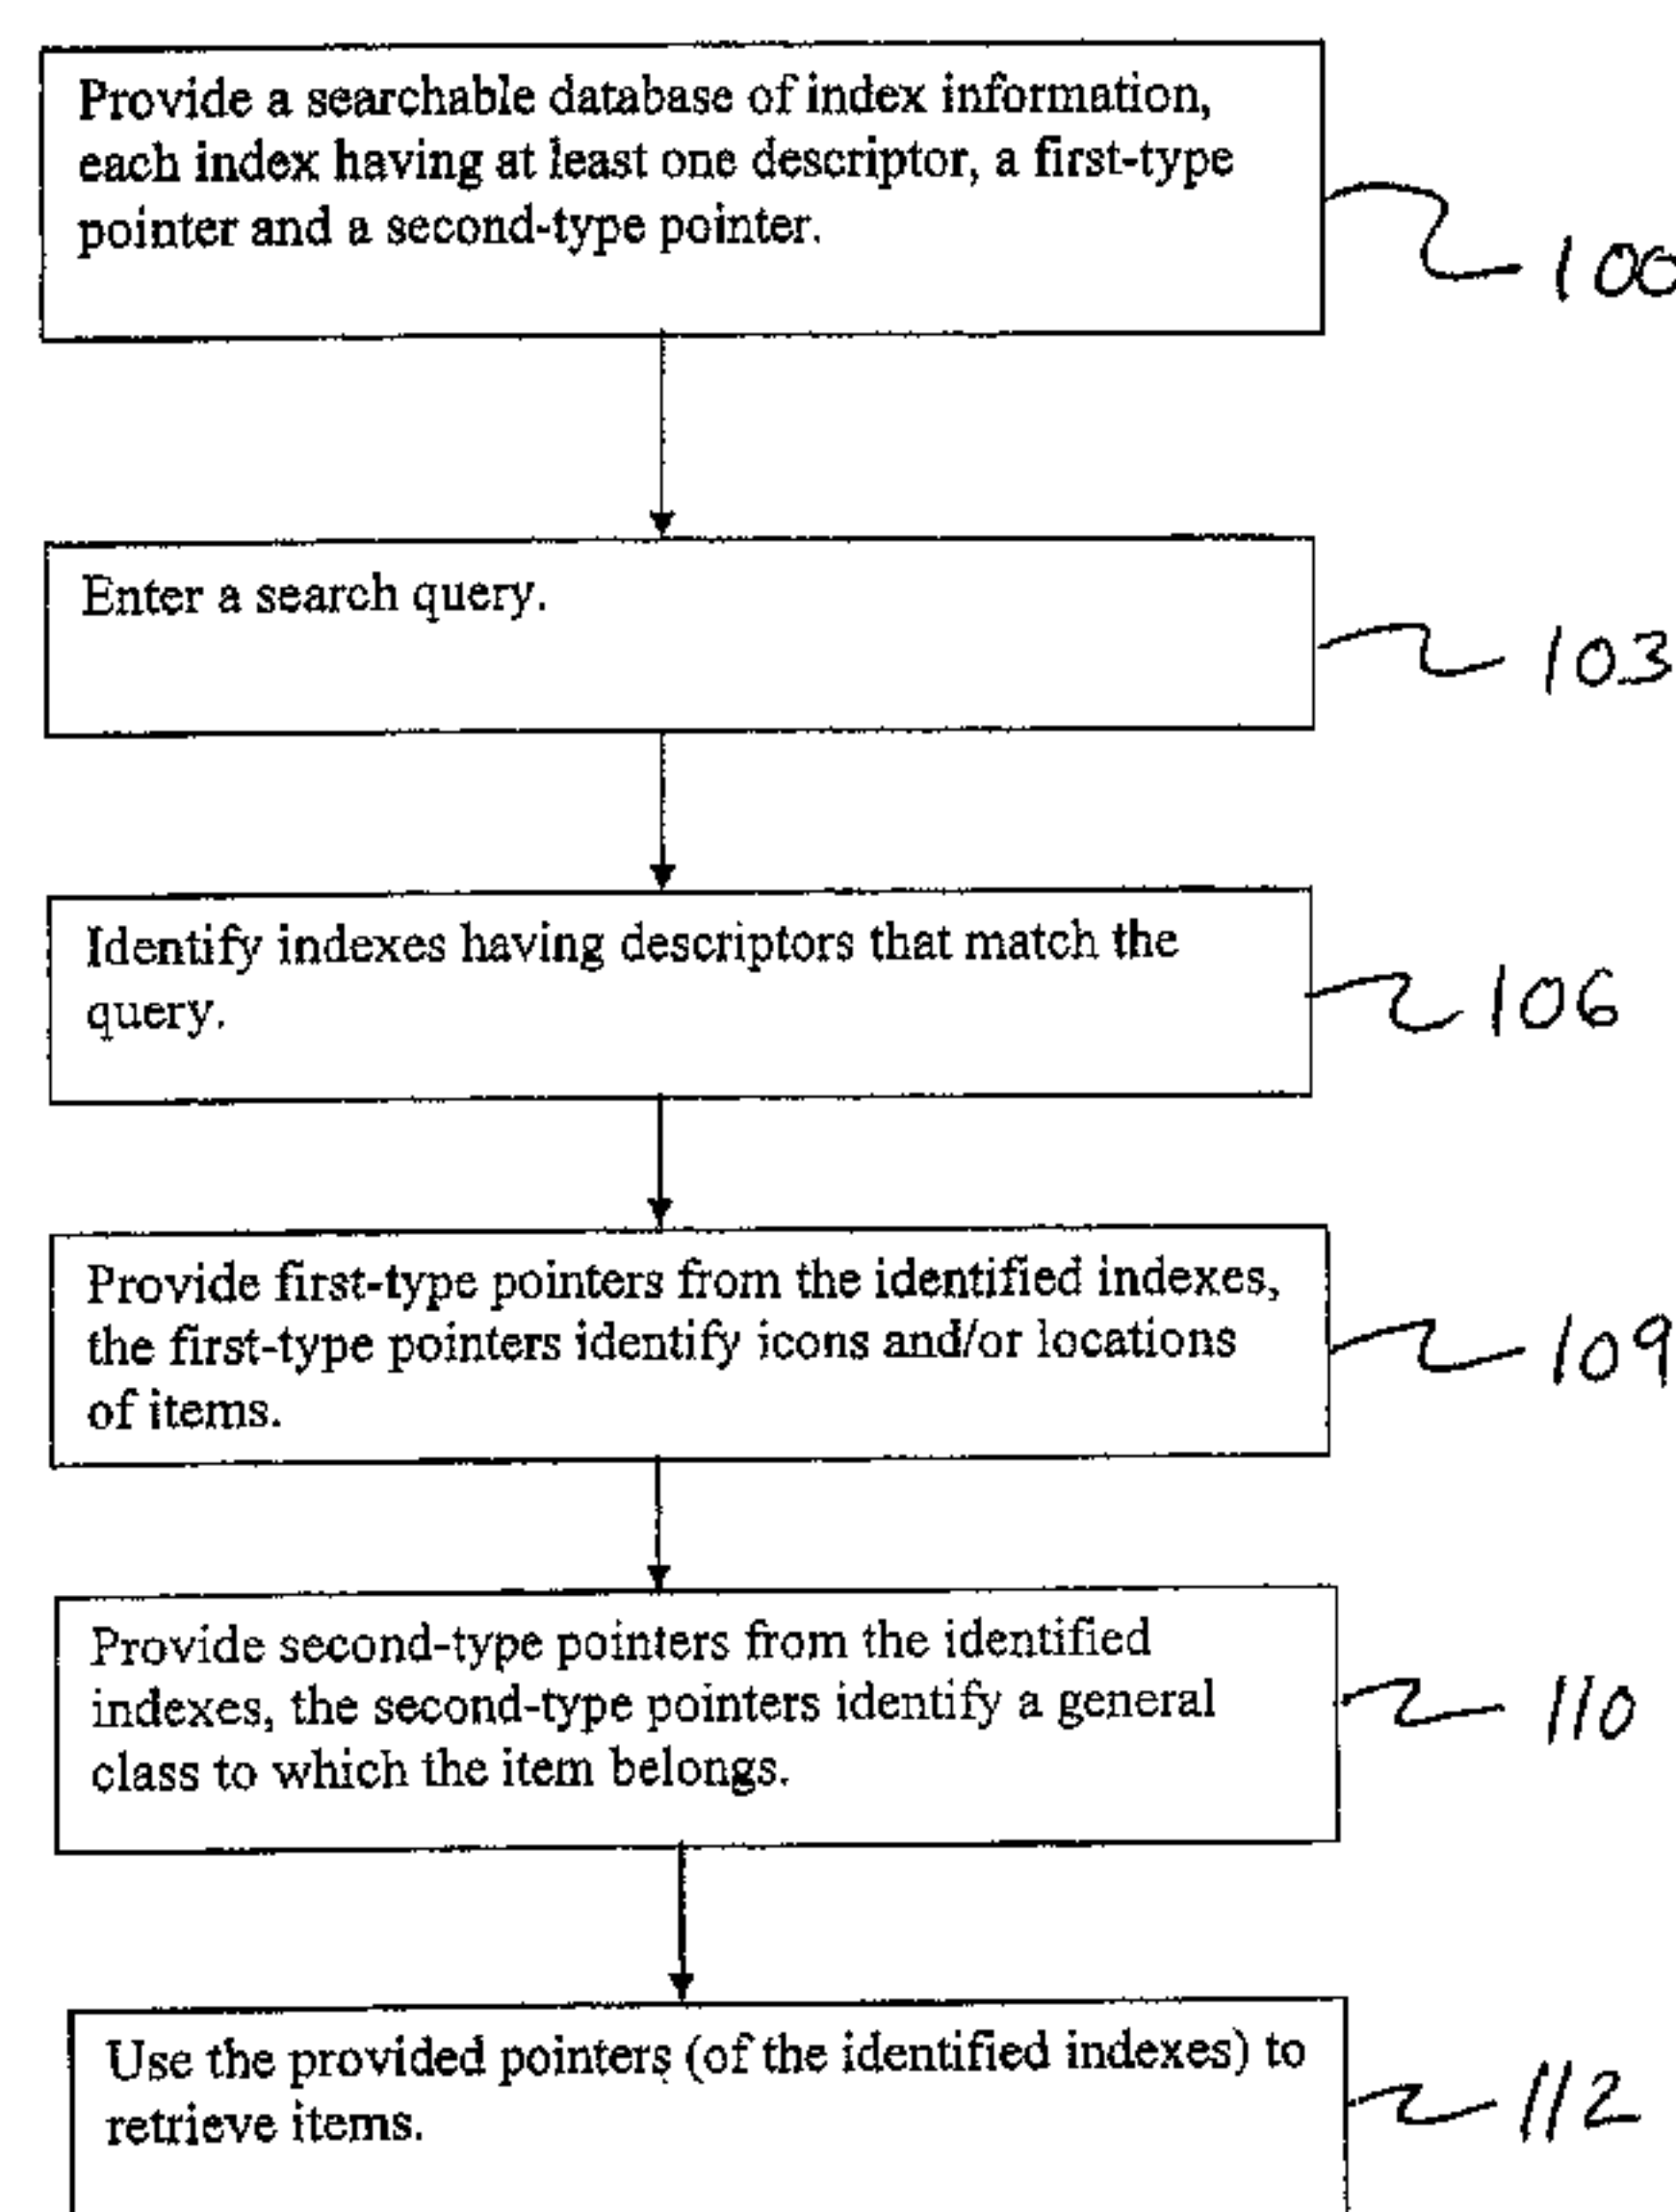 Provide a searchable database of index information,
each index having at least one descriptor, a first-type
pointer and a second-type pointer.
100
Enter a search query.
103
Identify indexes having descriptors that match the
query.
106
Provide first-type pointers from the identified indexes,
the first-type pointers identify icons and/or locations
of items.
109
Provide second-type pointers from the identified
indexes, the second-type pointers identify a general
class to which the item belongs.
110
Use the provided pointers (of the identified indexes) to
retrieve items.
112